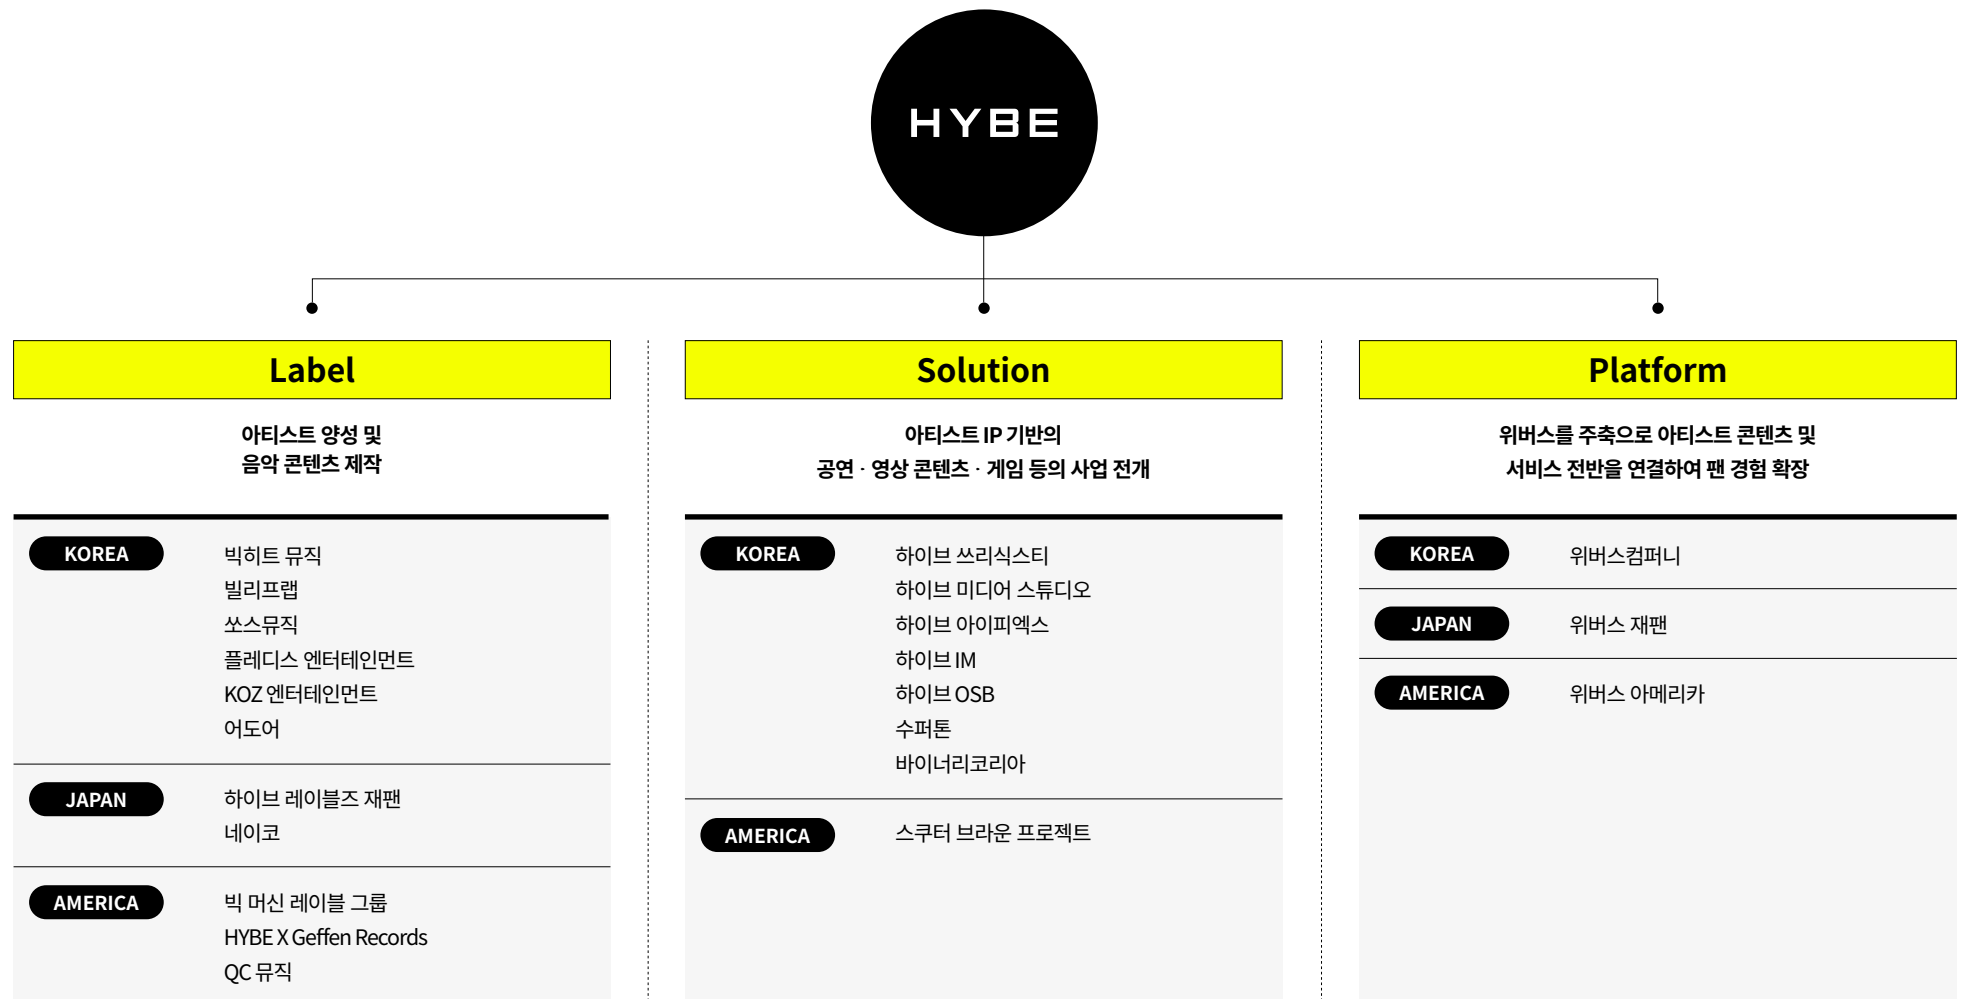 HYBE
Label
아티스트 양성 및
음악 콘텐츠 제작
KOREA
빅히트 뮤직
빌리프랩
쏘스뮤직
플레디스 엔터테인먼트
KOZ 엔터테인먼트
어도어
JAPAN
하이브 레이블즈 재팬
네이코
AMERICA
빅 머신 레이블 그룹
HYBE X Geffen Records
QC 뮤직
Solution
아티스트 IP 기반의
공연 · 영상 콘텐츠 · 게임 등의 사업 전개
KOREA
하이브 쓰리식스티
하이브 미디어 스튜디오
하이브 아이피엑스
하이브 IM
하이브 OSB
수퍼톤
바이너리코리아
AMERICA
스쿠터 브라운 프로젝트
Platform
위버스를 주축으로 아티스트 콘텐츠 및
서비스 전반을 연결하여 팬 경험 확장
KOREA
위버스컴퍼니
JAPAN
위버스 재팬
AMERICA
위버스 아메리카